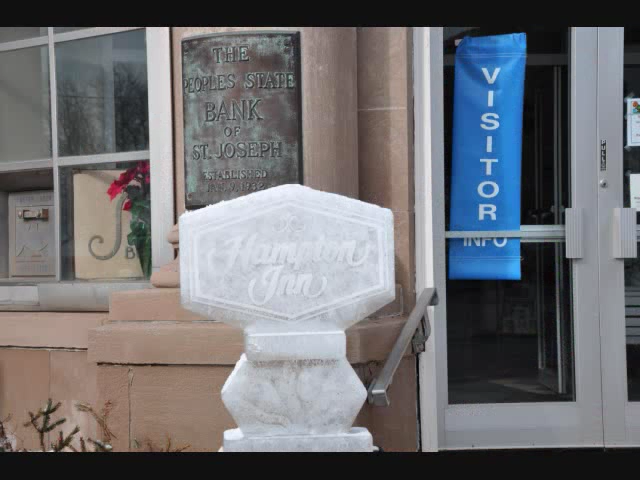 THE
PEOPLES STATE
BANK
OF
ST. JOSEPH
ESTABLISHED
VISITOR
INFO
Hampton
Inn
J